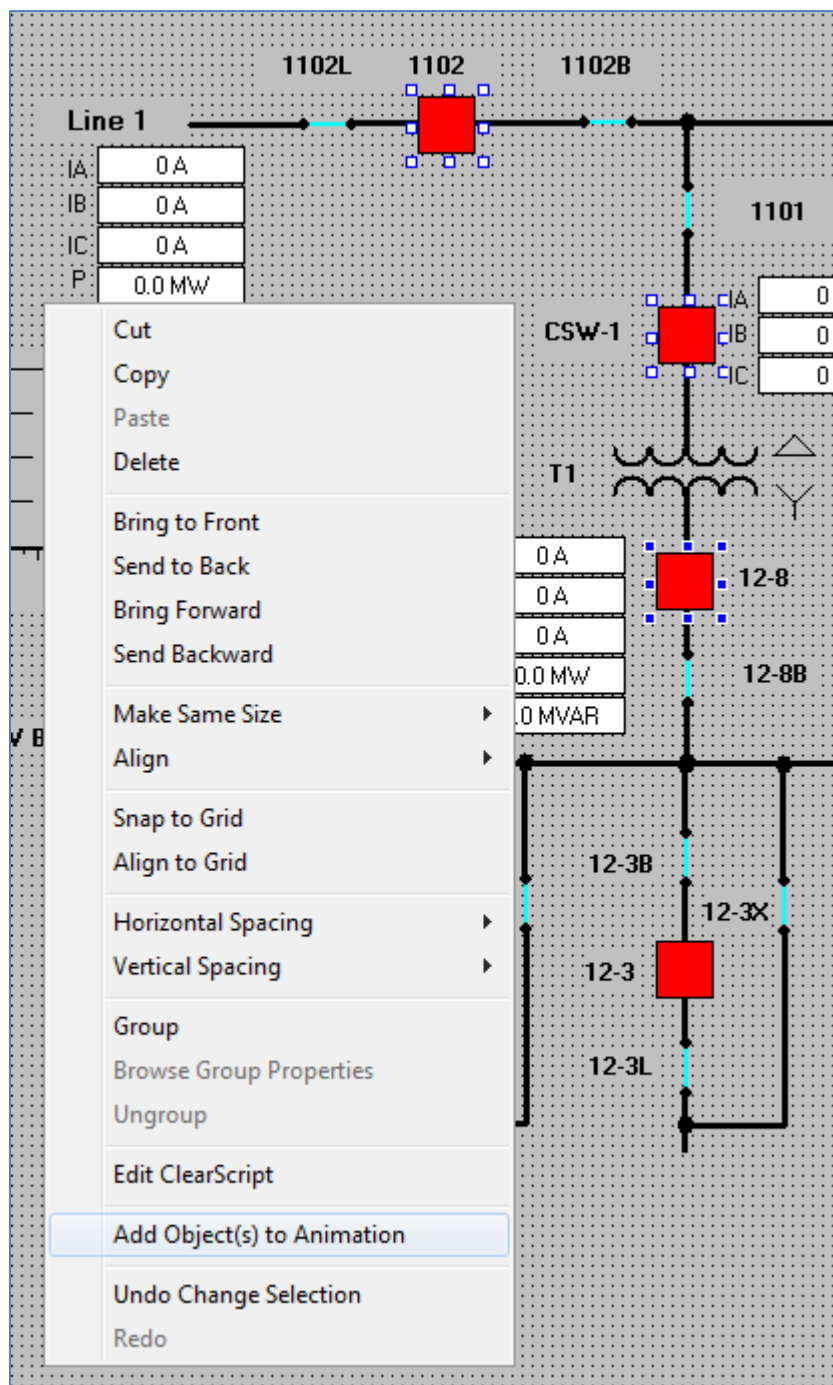 1102L 1102 1102B
Line 1
IA 0 A
IB 0 A
IC 0 A
P 0.0 MW
1101
CSW-1
IA 0
IB 0
IC 0
T1
Cut
Copy
Paste
Delete
Bring to Front
Send to Back
Bring Forward
Send Backward
Make Same Size
Align
Snap to Grid
Align to Grid
Horizontal Spacing
Vertical Spacing
Group
Browse Group Properties
Ungroup
Edit ClearScript
Add Object(s) to Animation
Undo Change Selection
Redo
0 A
0 A
0 A
0.0 MW
.0 MVAR
12-8
12-8B
12-3B
12-3X
12-3
12-3L